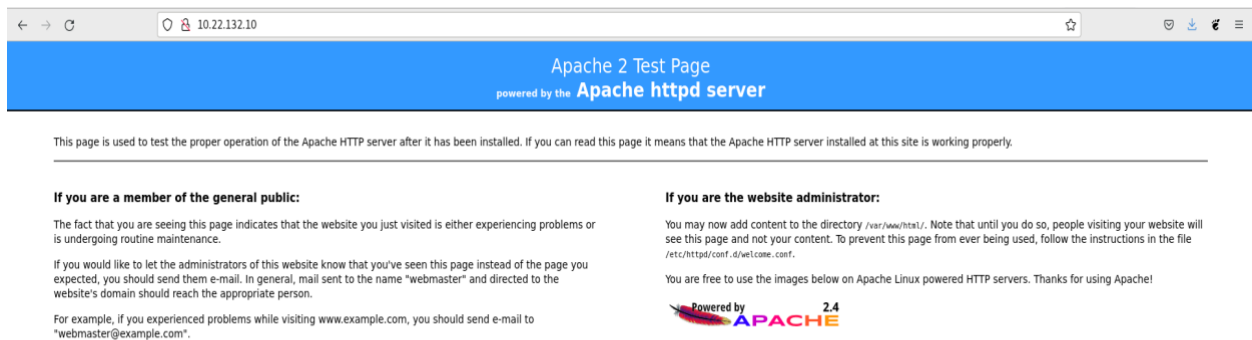 10.22.132.10
Apache 2 Test Page
powered by the Apache httpd server
This page is used to test the proper operation of the Apache HTTP server after it has been installed. If you can read this page it means that the Apache HTTP server installed at this site is working properly.
If you are a member of the general public:
The fact that you are seeing this page indicates that the website you just visited is either experiencing problems or
is undergoing routine maintenance.
If you would like to let the administrators of this website know that you've seen this page instead of the page you
expected, you should send them e-mail. In general, mail sent to the name "webmaster" and directed to the
website's domain should reach the appropriate person.
For example, if you experienced problems while visiting www.example.com, you should send e-mail to
"webmaster@example.com".
If you are the website administrator:
You may now add content to the directory /var/www/html/. Note that until you do so, people visiting your website will
see this page and not your content. To prevent this page from ever being used, follow the instructions in the file
/etc/httpd/conf.d/welcome.conf.
You are free to use the images below on Apache Linux powered HTTP servers. Thanks for using Apache!
Powered by 2.4
APACHE